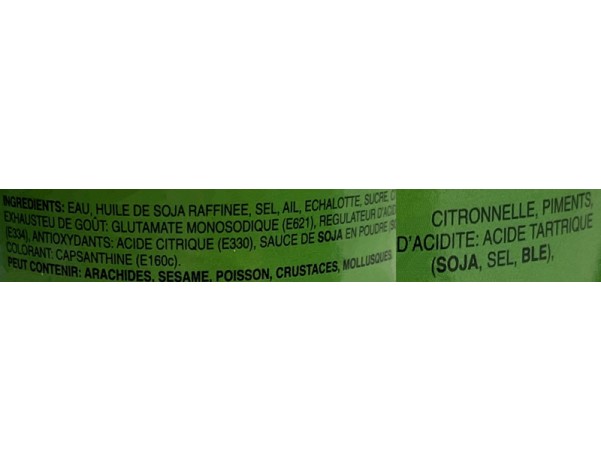 INGREDIENTS: EAU, HUILE DE SOJA RAFFINEE, SEL, AIL, ECHALOTTE, SUCRE, C
EXHAUSTEU DE GOÛT: GLUTAMATE MONOSODIQUE (E621), REGULATEUR D'ACI
(E334), ANTIOXYDANTS: ACIDE CITRIQUE (E330), SAUCE DE SOJA EN POUDRE (SO
COLORANT: CAPSANTHINE (E160c).
PEUT CONTENIR: ARACHIDES, SESAME, POISSON, CRUSTACES, MOLLUSQUES
CITRONNELLE, PIMENTS,
D'ACIDITE: ACIDE TARTRIQUE
(SOJA, SEL, BLE),